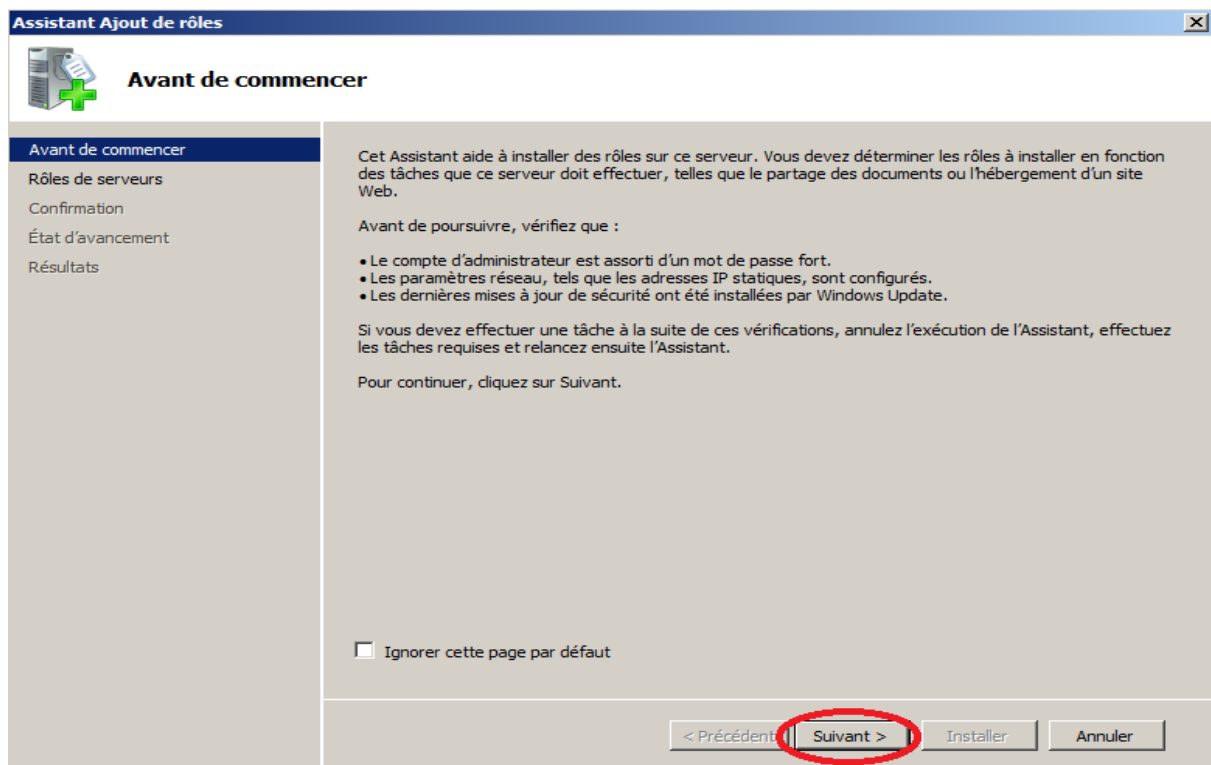 Assistant Ajout de rôles
Avant de commencer
Avant de commencer
Rôles de serveurs
Confirmation
État d'avancement
Résultats
Cet Assistant aide à installer des rôles sur ce serveur. Vous devez déterminer les rôles à installer en fonction
des tâches que ce serveur doit effectuer, telles que le partage des documents ou l'hébergement d'un site
Web.
Avant de poursuivre, vérifiez que :
• Le compte d'administrateur est assorti d'un mot de passe fort.
• Les paramètres réseau, tels que les adresses IP statiques, sont configurés.
• Les dernières mises à jour de sécurité ont été installées par Windows Update.
Si vous devez effectuer une tâche à la suite de ces vérifications, annulez l'exécution de l'Assistant, effectuez
les tâches requises et relancez ensuite l'Assistant.
Pour continuer, cliquez sur Suivant.
Ignorer cette page par défaut
< Précédent Suivant > Installer Annuler